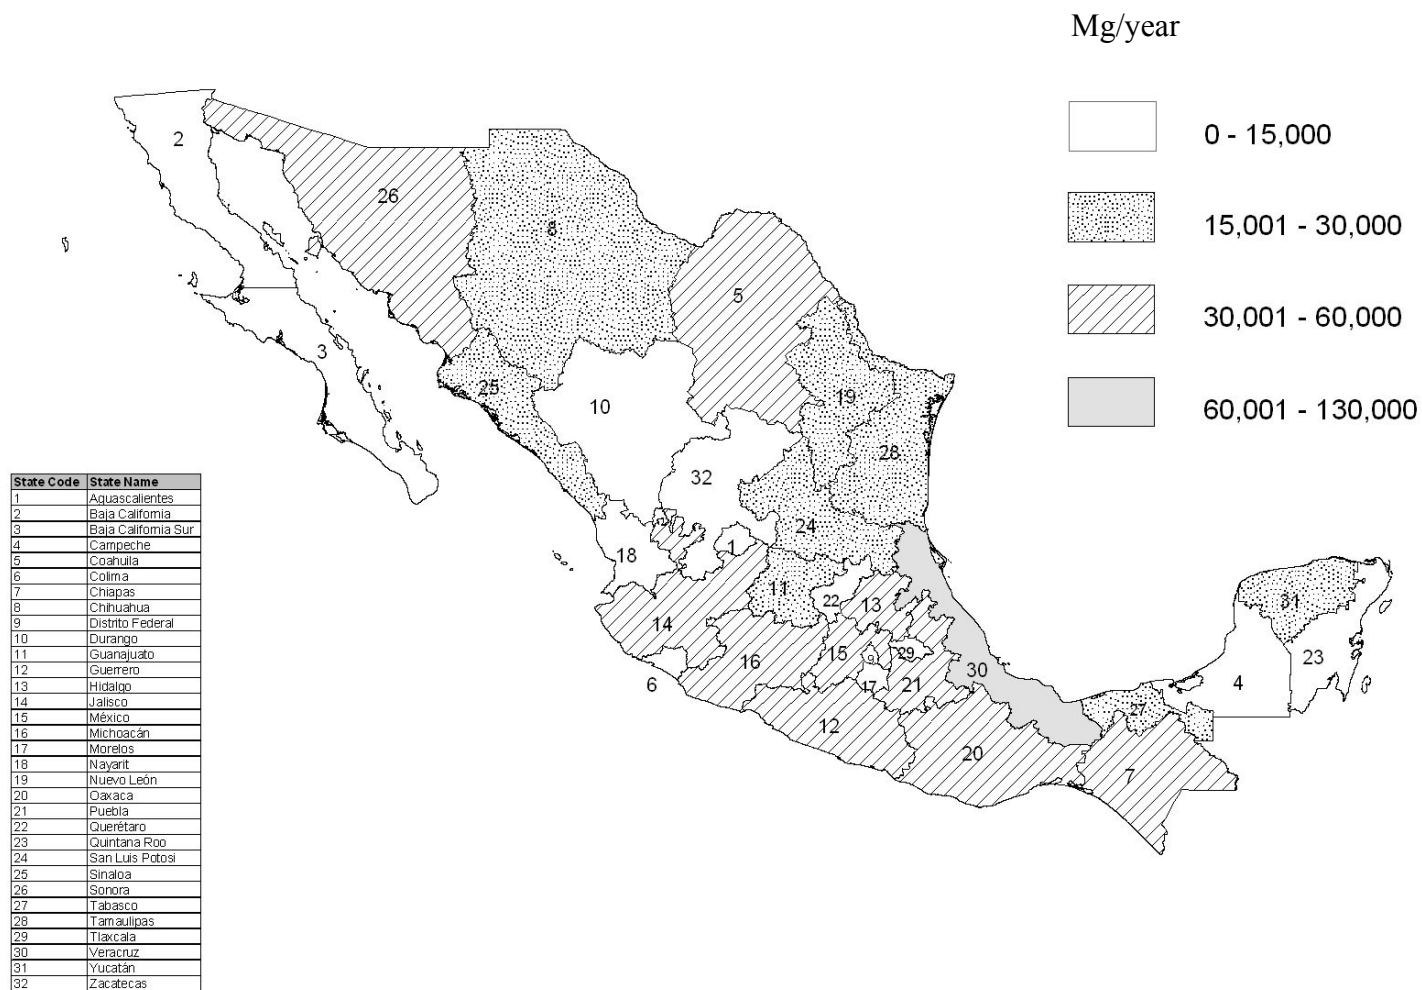 Mg/year
0 - 15,000
15,001 - 30,000
30,001 - 60,000
60,001 - 130,000
2
26
8
5
3
25
10
19
28
32
24
18
1
11
22
13
31
14
16
15
9
29
23
6
17
21
30
4
12
20
27
7
State Code State Name
1 Aguascalientes
2 Baja California
3 Baja California Sur
4 Campeche
5 Coahuila
6 Colima
7 Chiapas
8 Chihuahua
9 Distrito Federal
10 Durango
11 Guanajuato
12 Guerrero
13 Hidalgo
14 Jalisco
15 México
16 Michoacán
17 Morelos
18 Nayarit
19 Nuevo León
20 Oaxaca
21 Puebla
22 Querétaro
23 Quintana Roo
24 San Luis Potosi
25 Sinaloa
26 Sonora
27 Tabasco
28 Tamaulipas
29 Tlaxcala
30 Veracruz
31 Yucatán
32 Zacatecas